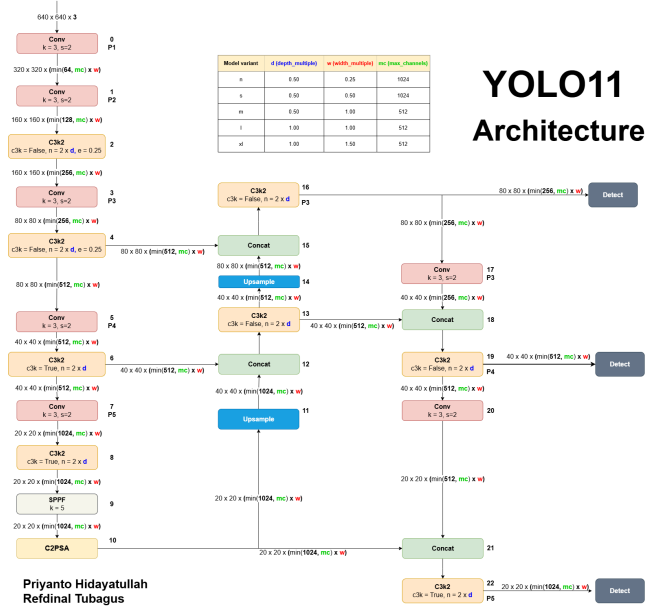 640 x 640 x 3
Conv
k = 3, s=2
0
P1
320 x 320 x (min(64, mc) x w)
Conv
k = 3, s=2
1
P2
160 x 160 x (min(128, mc) x w)
C3k2
c3k = False, n = 2 x d, e = 0.25
2
160 x 160 x (min(256, mc) x w)
Conv
k = 3, s=2
3
P3
80 x 80 x (min(256, mc) x w)
C3k2
c3k = False, n = 2 x d, e = 0.25
4
80 x 80 x (min(512, mc) x w)
80 x 80 x (min(512, mc) x w)
Conv
k = 3, s=2
5
P4
40 x 40 x (min(512, mc) x w)
C3k2
c3k = True, n = 2 x d
6
40 x 40 x (min(512, mc) x w)
40 x 40 x (min(512, mc) x w)
Conv
k = 3, s=2
7
P5
20 x 20 x (min(1024, mc) x w)
C3k2
c3k = True, n = 2 x d
8
20 x 20 x (min(1024, mc) x w)
SPPF
k = 5
9
20 x 20 x (min(1024, mc) x w)
C2PSA
10
20 x 20 x (min(1024, mc) x w)
Priyanto Hidayatullah
Refdinal Tubagus
Model variant d (depth_multiple) w (width_multiple) mc (max_channels)
n 0.50 0.25 1024
s 0.50 0.50 1024
m 0.50 1.00 512
l 1.00 1.00 512
xl 1.00 1.50 512
YOLO11
Architecture
C3k2
c3k = False, n = 2 x d
16
P3
Concat
15
80 x 80 x (min(512, mc) x w)
Upsample
14
40 x 40 x (min(512, mc) x w)
C3k2
c3k = False, n = 2 x d
13
40 x 40 x (min(512, mc) x w)
Concat
12
40 x 40 x (min(1024, mc) x w)
Upsample
11
20 x 20 x (min(1024, mc) x w)
80 x 80 x (min(256, mc) x w)
Detect
80 x 80 x (min(256, mc) x w)
Conv
k = 3, s=2
17
P3
40 x 40 x (min(256, mc) x w)
Concat
18
C3k2
c3k = False, n = 2 x d
19
P4
40 x 40 x (min(512, mc) x w)
Detect
40 x 40 x (min(512, mc) x w)
Conv
k = 3, s=2
20
20 x 20 x (min(512, mc) x w)
Concat
21
C3k2
c3k = True, n = 2 x d
22
P5
20 x 20 x (min(1024, mc) x w)
Detect